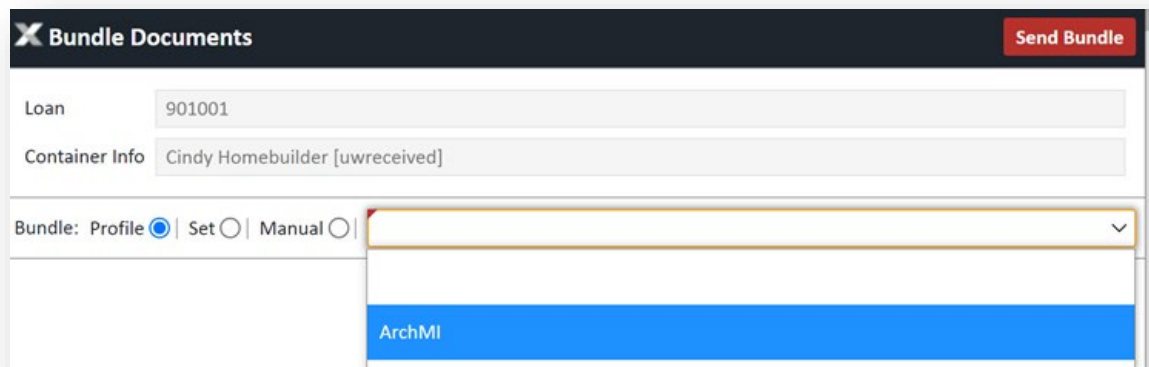 Bundle Documents Send Bundle
Loan 901001
Container Info Cindy Homebuilder [uwreceived]
Bundle: Profile | Set | Manual |
ArchMI